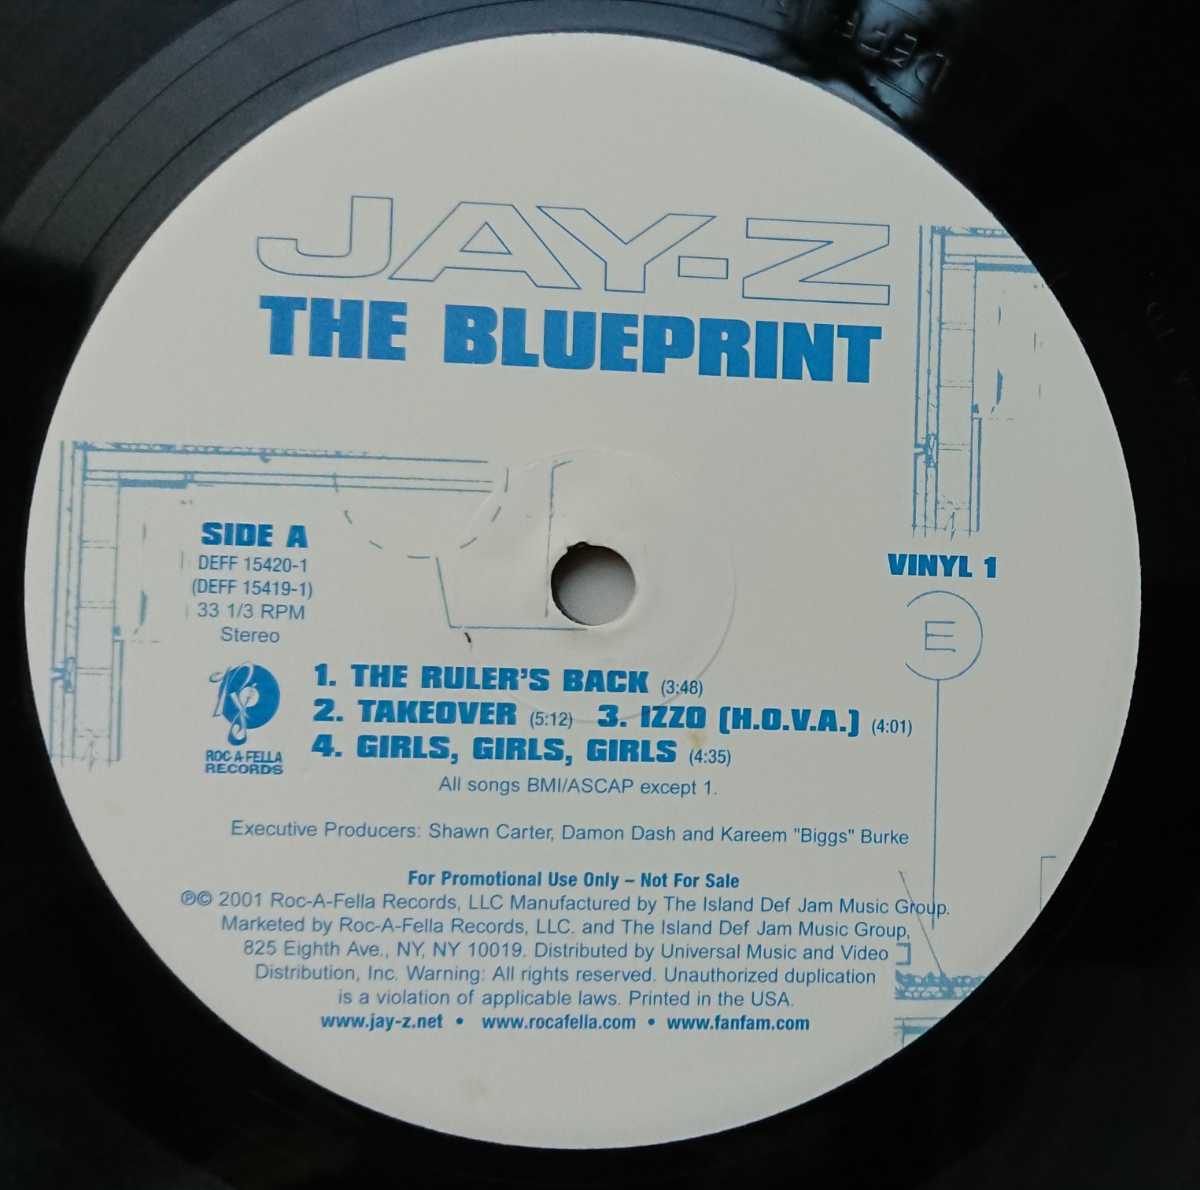 JAY-Z
THE BLUEPRINT
SIDE A
DEFF 15420-1
(DEFF 15419-1)
33 1/3 RPM
Stereo
VINYL 1
E
ROC-A-FELLA
RECORDS
1. THE RULER'S BACK (3:48)
2. TAKEOVER (5:12) 3. IZZO (H.O.V.A.) (4:01)
4. GIRLS, GIRLS, GIRLS (4:35)
All songs BMI/ASCAP except 1.
Executive Producers: Shawn Carter, Damon Dash and Kareem "Biggs" Burke
For Promotional Use Only – Not For Sale
℗© 2001 Roc-A-Fella Records, LLC Manufactured by The Island Def Jam Music Group.
Marketed by Roc-A-Fella Records, LLC. and The Island Def Jam Music Group,
825 Eighth Ave., NY, NY 10019. Distributed by Universal Music and Video
Distribution, Inc. Warning: All rights reserved. Unauthorized duplication
is a violation of applicable laws. Printed in the USA.
www.jay-z.net • www.rocafella.com • www.fanfam.com